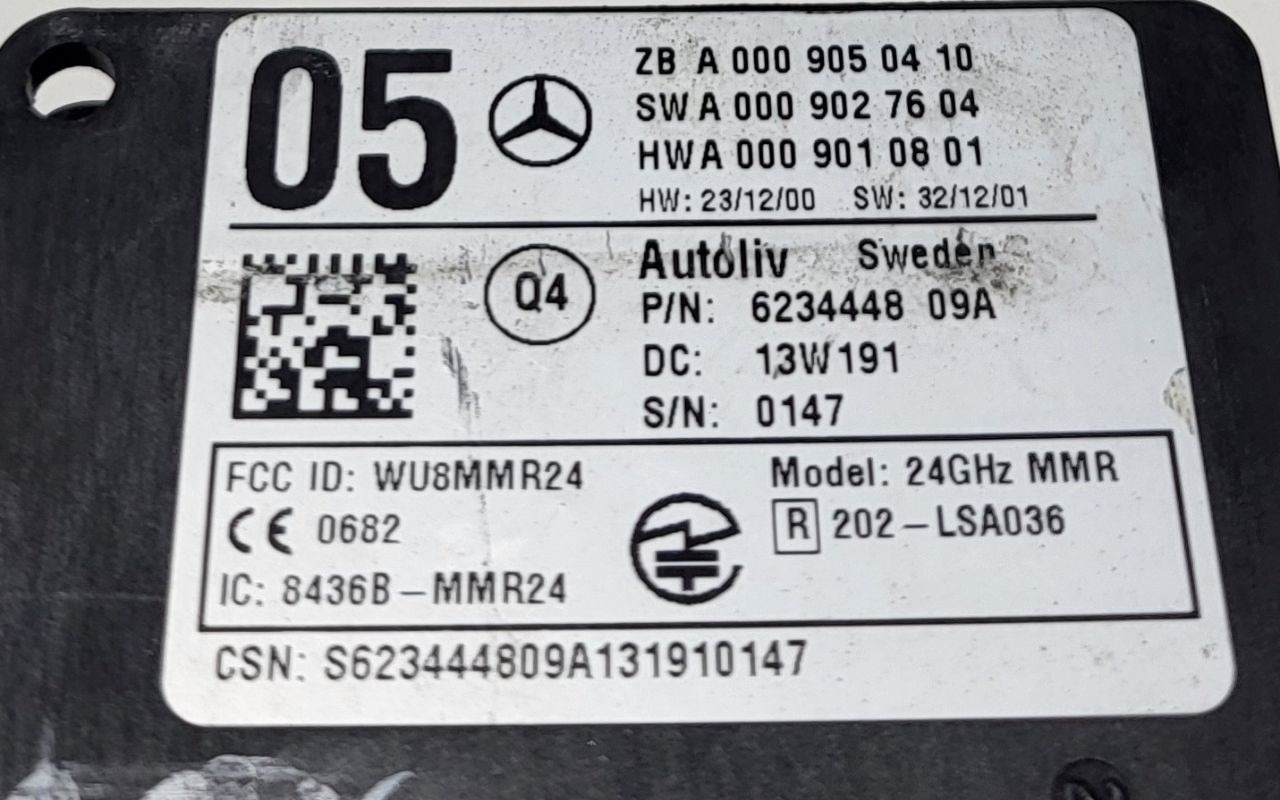 05
ZB A 000 905 04 10
SW A 000 902 76 04
HW A 000 901 08 01
HW: 23/12/00 SW: 32/12/01
Q4
Autoliv Sweden
P/N: 6234448 09A
DC: 13W191
S/N: 0147
FCC ID: WU8MMR24
Model: 24GHz MMR
CE 0682
R 202-LSA036
IC: 8436B-MMR24
CSN: S623444809A131910147